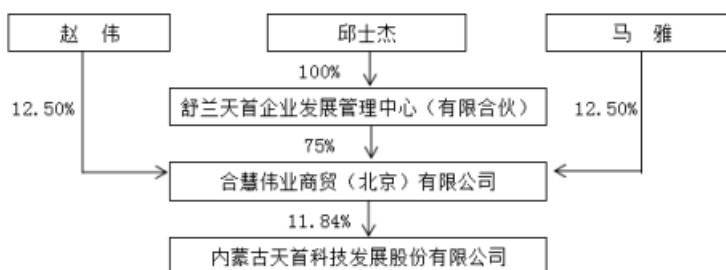 赵 伟
邱士杰
马 雅
100%
12.50%
舒兰天首企业发展管理中心（有限合伙）
12.50%
75%
合慧伟业商贸（北京）有限公司
11.84%
内蒙古天首科技发展股份有限公司